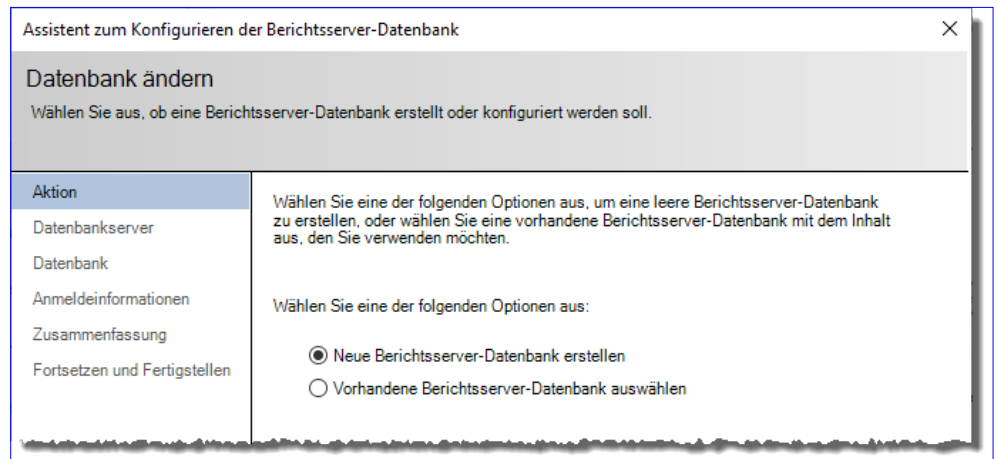 Assistent zum Konfigurieren der Berichtsserver-Datenbank
Datenbank ändern
Wählen Sie aus, ob eine Berichtsserver-Datenbank erstellt oder konfiguriert werden soll.
Aktion
Datenbankserver
Datenbank
Anmeldeinformationen
Zusammenfassung
Fortsetzen und Fertigstellen
Wählen Sie eine der folgenden Optionen aus, um eine leere Berichtsserver-Datenbank
zu erstellen, oder wählen Sie eine vorhandene Berichtsserver-Datenbank mit dem Inhalt
aus, den Sie verwenden möchten.
Wählen Sie eine der folgenden Optionen aus:
Neue Berichtsserver-Datenbank erstellen
Vorhandene Berichtsserver-Datenbank auswählen